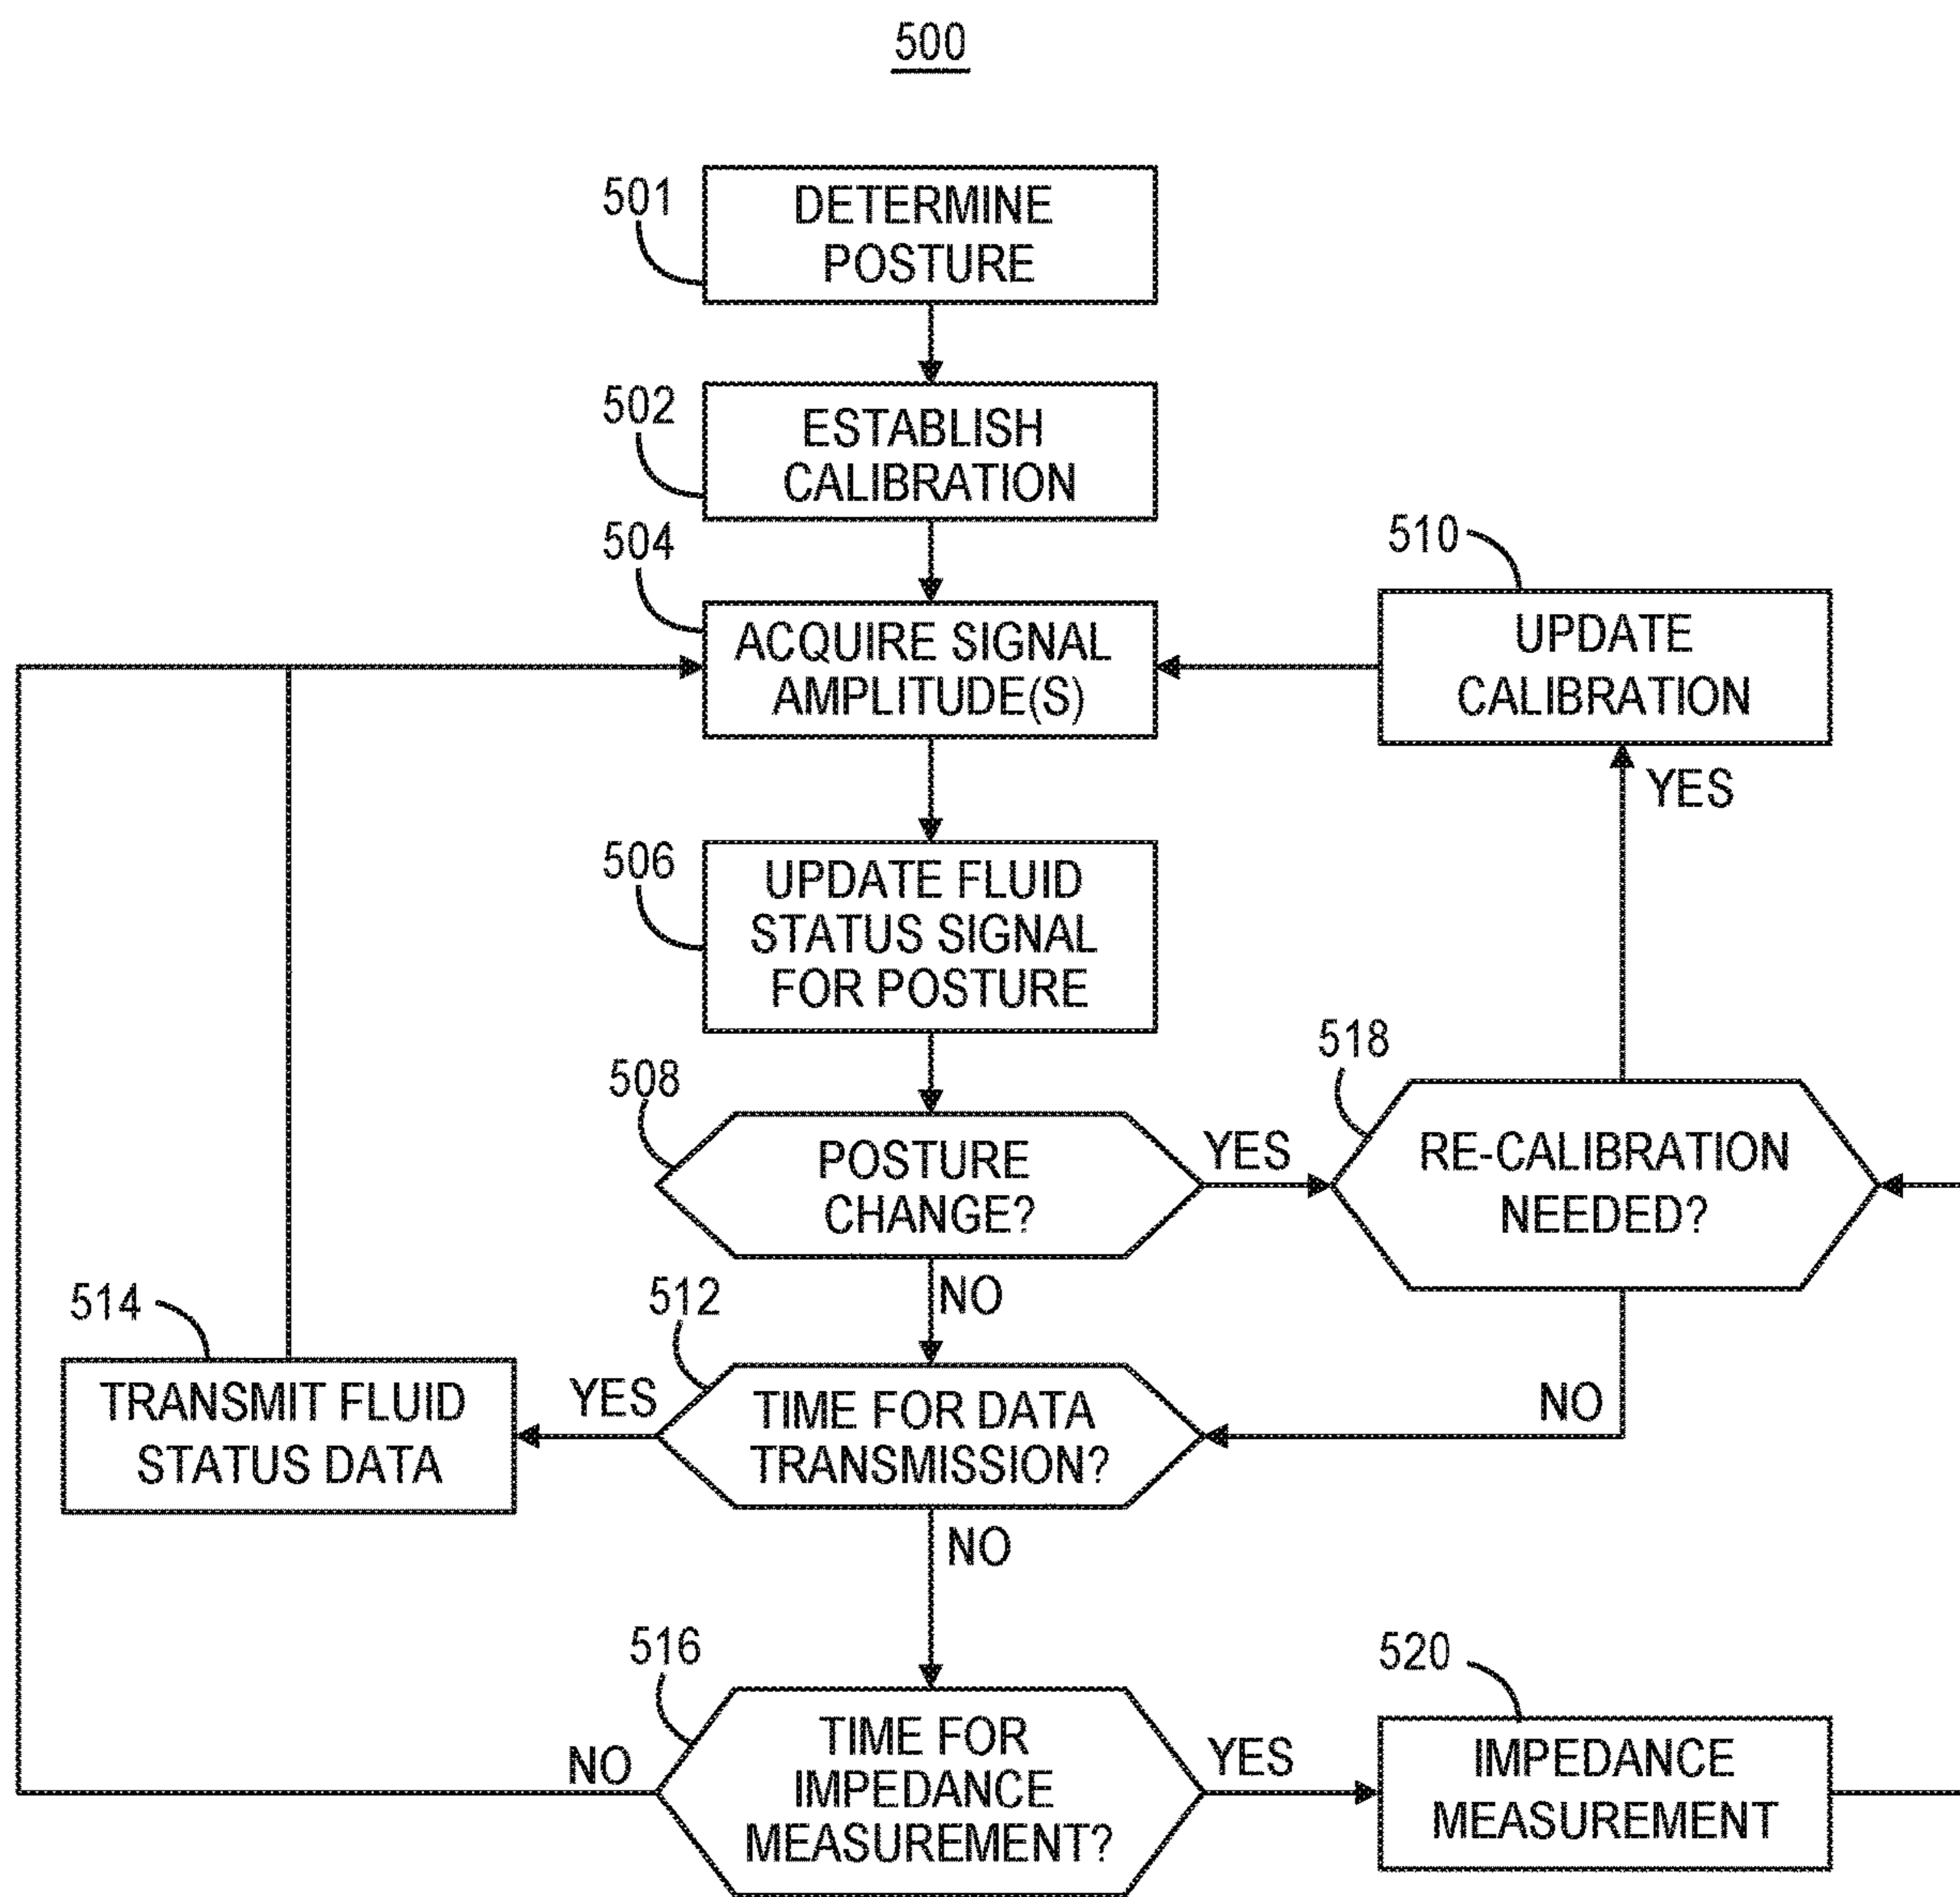 500
501
DETERMINE
POSTURE
502
ESTABLISH
CALIBRATION
504
ACQUIRE SIGNAL
AMPLITUDE(S)
510
UPDATE
CALIBRATION
YES
506
UPDATE FLUID
STATUS SIGNAL
FOR POSTURE
508
POSTURE
CHANGE?
YES
518
RE-CALIBRATION
NEEDED?
NO
NO
512
TIME FOR DATA
TRANSMISSION?
YES
514
TRANSMIT FLUID
STATUS DATA
NO
516
TIME FOR
IMPEDANCE
MEASUREMENT?
NO
YES
520
IMPEDANCE
MEASUREMENT